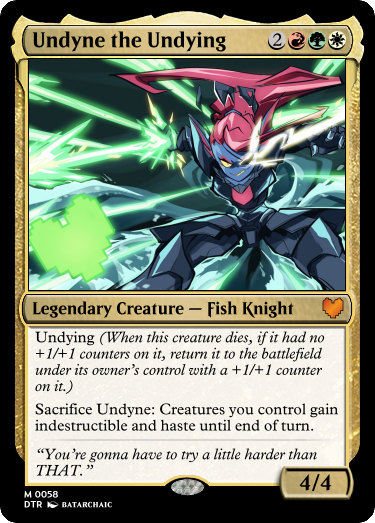 Undyne the Undying 2
Legendary Creature — Fish Knight
Undying (When this creature dies, if it had no
+1/+1 counters on it, return it to the battlefield
under its owner's control with a +1/+1 counter
on it.)
Sacrifice Undyne: Creatures you control gain
indestructible and haste until end of turn.
“You're gonna have to try a little harder than
THAT.”
4/4
M 0058
DTR BATARCHAIC